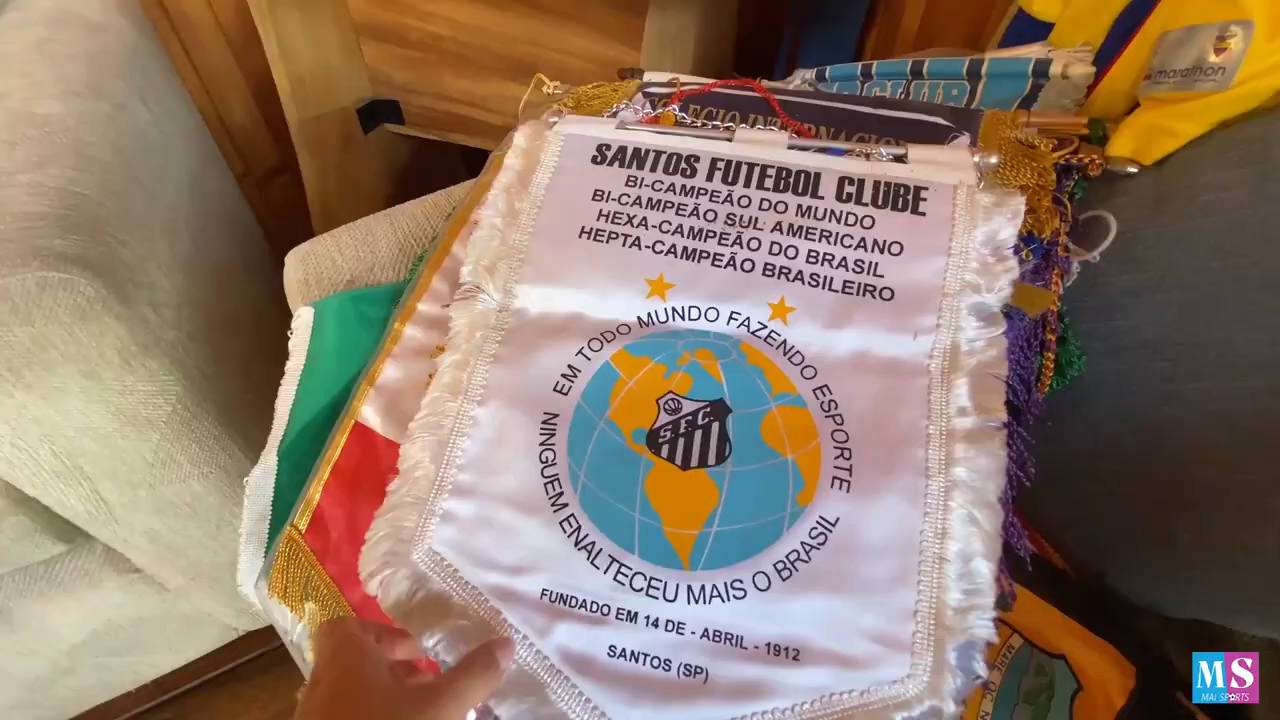 marathon
COLEGIO INTERNACIO
SANTOS FUTEBOL CLUBE
BI-CAMPEÃO DO MUNDO
BI-CAMPEÃO SUL AMERICANO
HEXA-CAMPEÃO DO BRASIL
HEPTA-CAMPEÃO BRASILEIRO
EM TODO MUNDO FAZENDO ESPORTE
S.F.C.
NINGUEM ENALTECEU MAIS O BRASIL
FUNDADO EM 14 DE - ABRIL - 1912
SANTOS (SP)
MS
MAI SPORTS